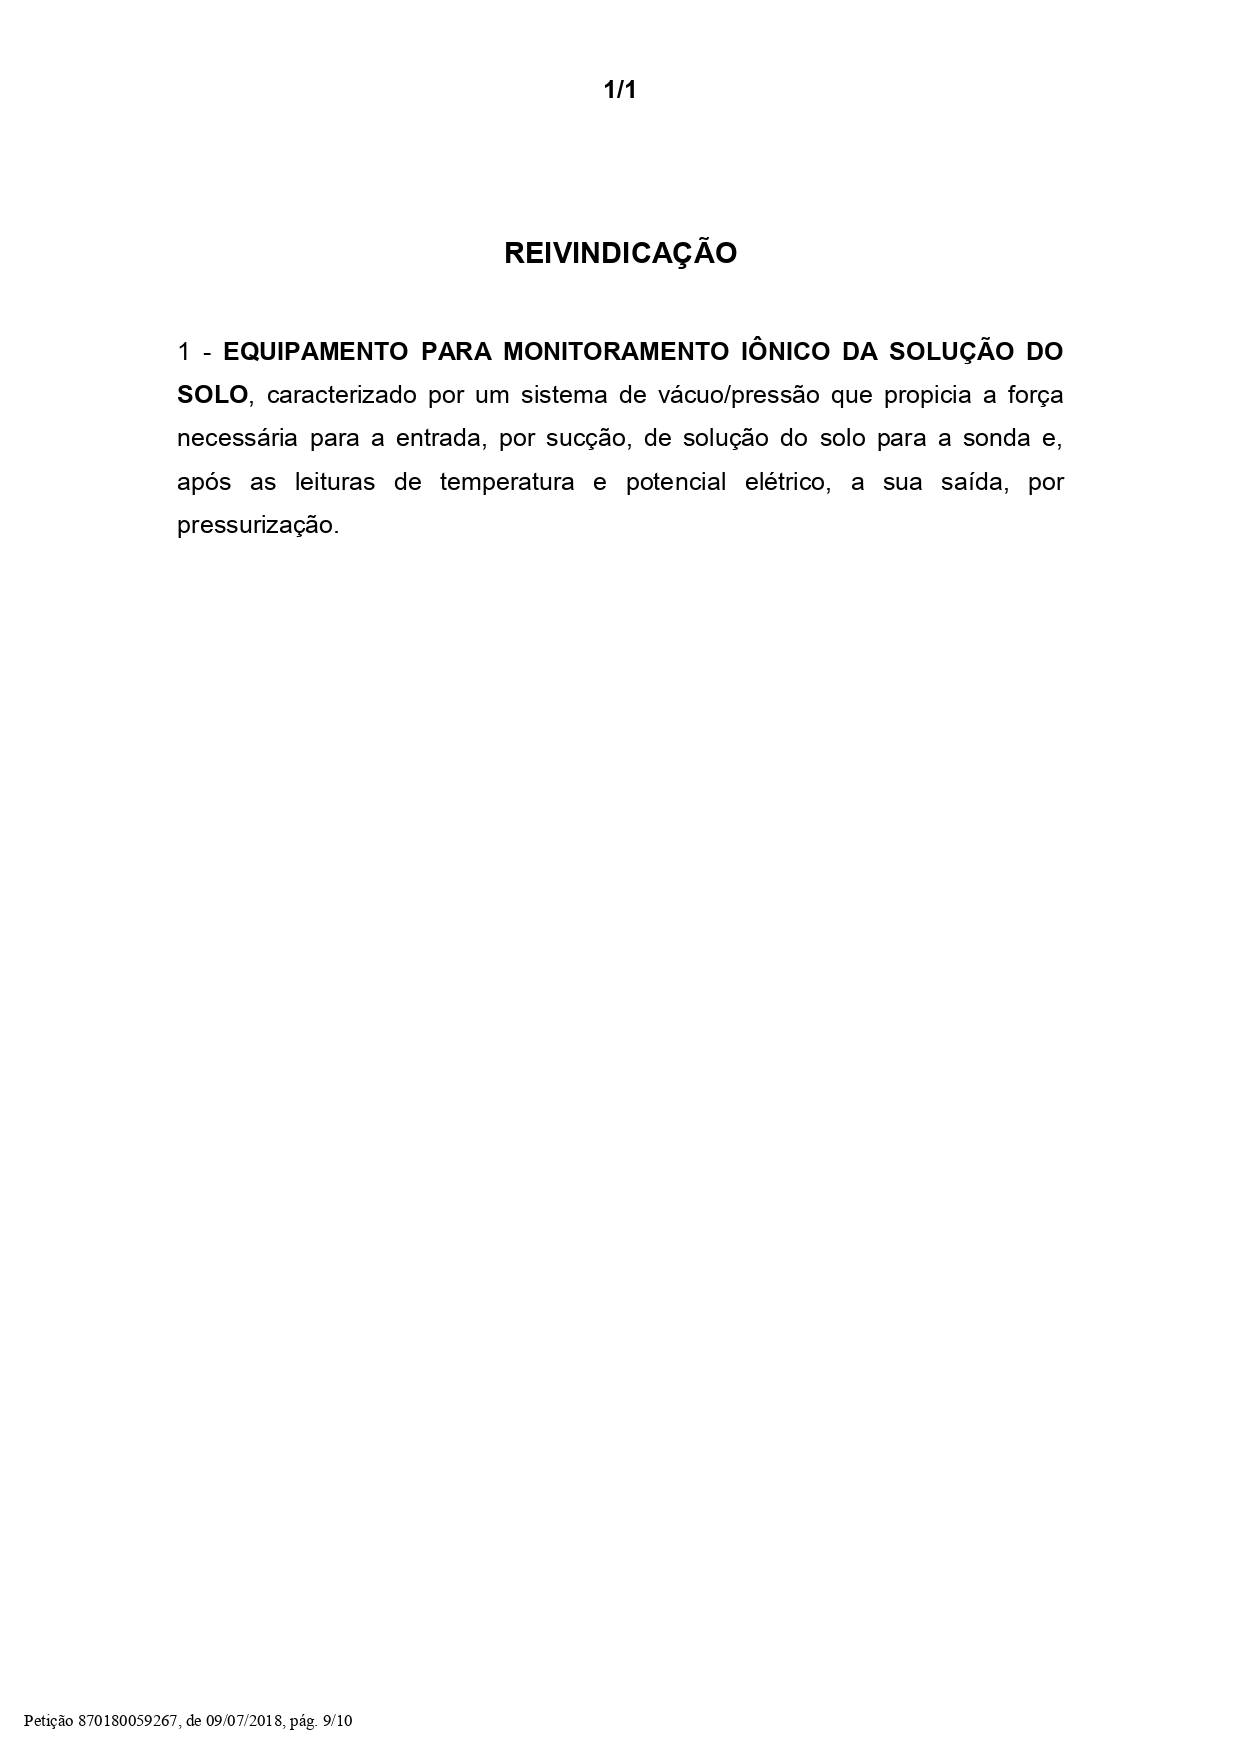 1/1
REIVINDICAÇÃO
1 - EQUIPAMENTO PARA MONITORAMENTO IÔNICO DA SOLUÇÃO DO
SOLO, caracterizado por um sistema de vácuo/pressão que propicia a força
necessária para a entrada, por sucção, de solução do solo para a sonda e,
após as leituras de temperatura e potencial elétrico, a sua saída, por
pressurização.
Petição 870180059267, de 09/07/2018, pág. 9/10